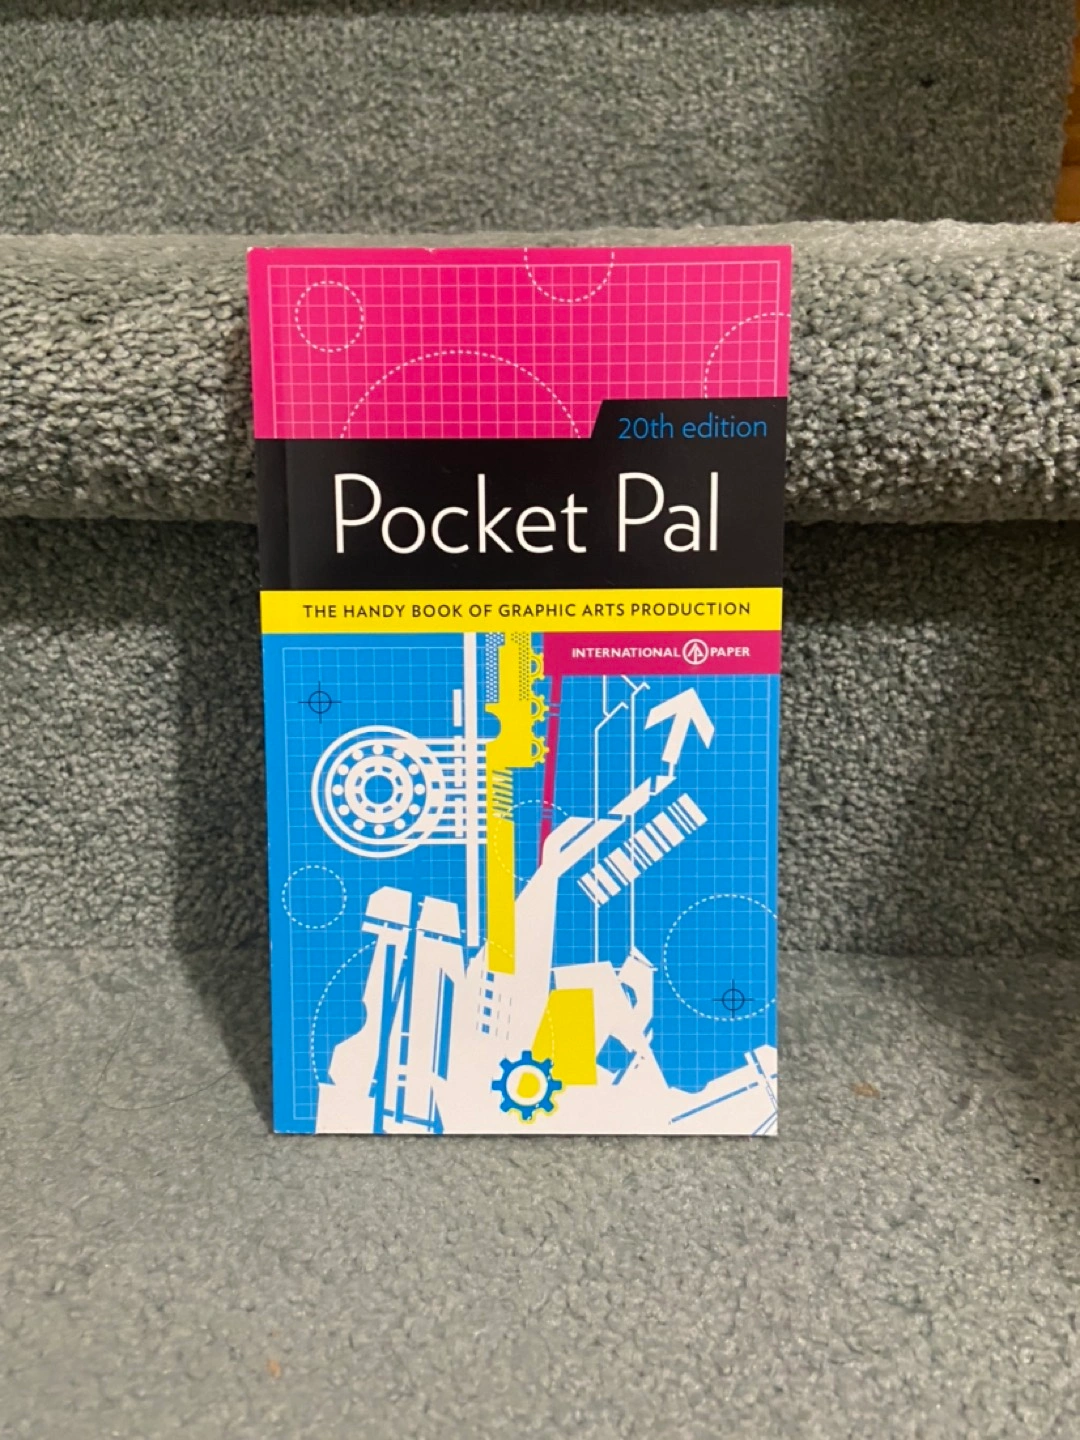 20th edition
Pocket Pal
THE HANDY BOOK OF GRAPHIC ARTS PRODUCTION
INTERNATIONAL PAPER